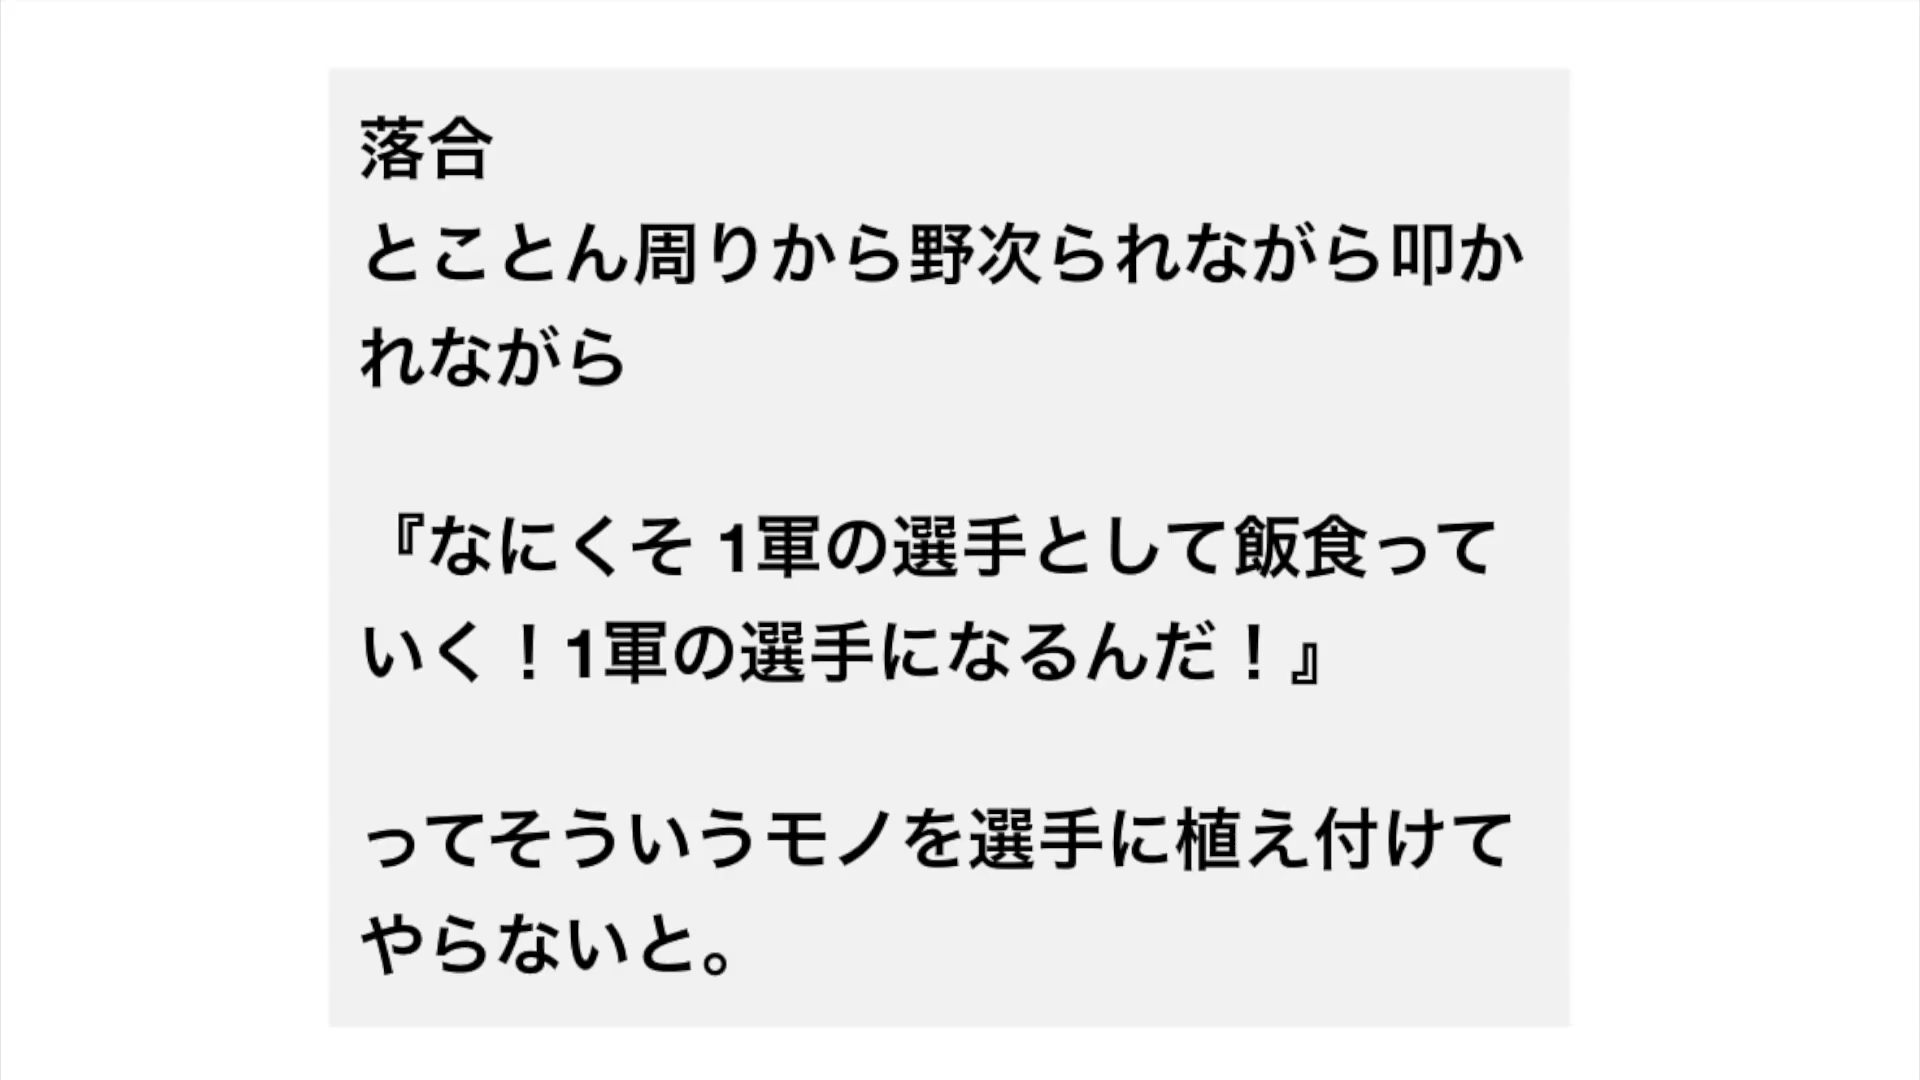 落合
とことん周りから野次られながら叩か
れながら
『なにくそ 1軍の選手として飯食って
いく！1軍の選手になるんだ！』
ってそういうモノを選手に植え付けて
やらないと。